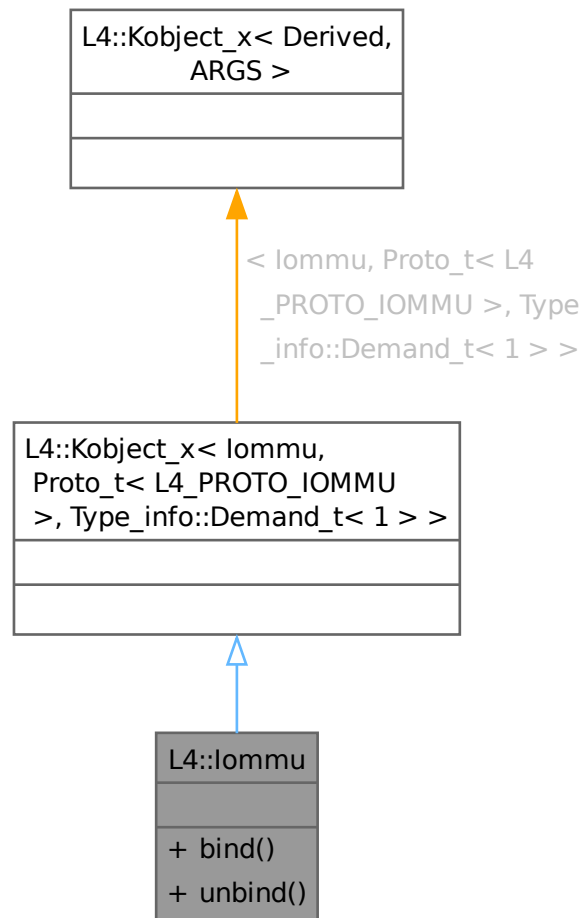 L4::Kobject_x< Derived,
ARGS >
< Iommu, Proto_t< L4
_PROTO_IOMMU >, Type
_info::Demand_t< 1 > >
L4::Kobject_x< Iommu,
Proto_t< L4_PROTO_IOMMU
>, Type_info::Demand_t< 1 > >
L4::Iommu
+ bind()
+ unbind()